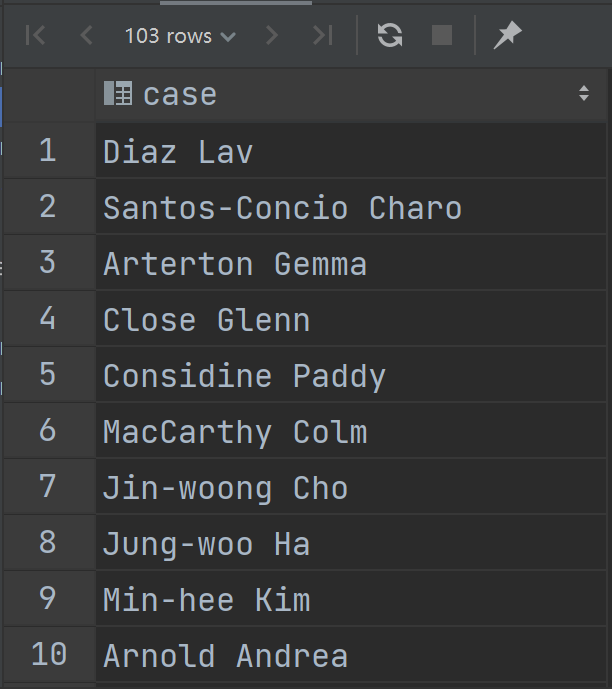 103 rows
case
1 Diaz Lav
2 Santos-Concio Charo
3 Arterton Gemma
4 Close Glenn
5 Considine Paddy
6 MacCarthy Colm
7 Jin-woong Cho
8 Jung-woo Ha
9 Min-hee Kim
10 Arnold Andrea